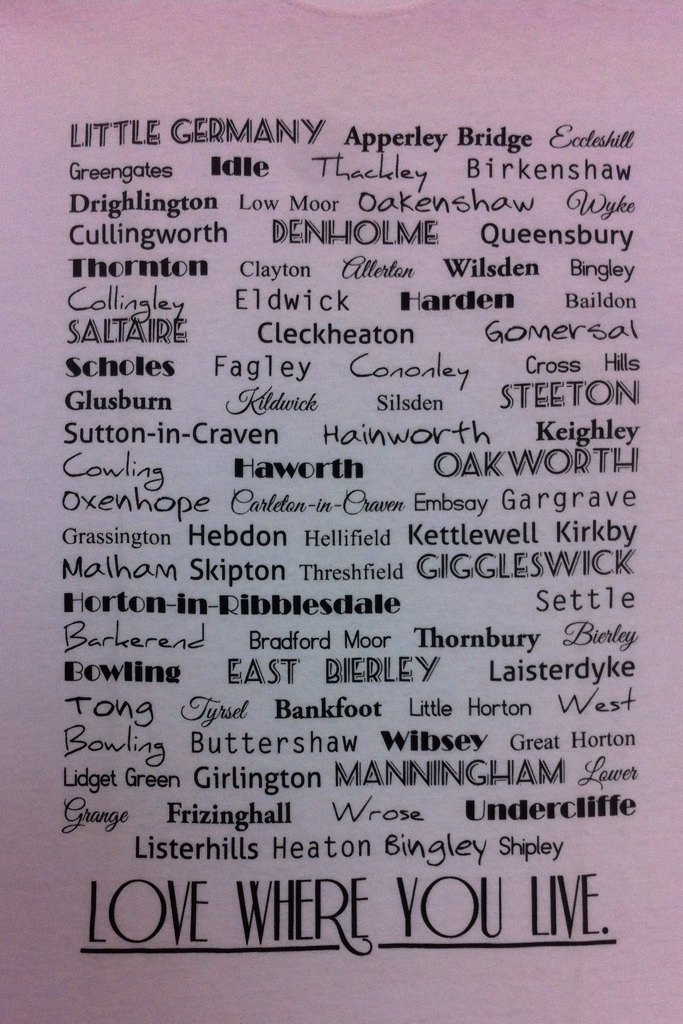 LITTLE GERMANY Apperley Bridge Eccleshill
Greengates Idle Thackley Birkenshaw
Drighlington Low Moor Oakenshaw Wyke
Cullingworth DENHOLME Queensbury
Thornton Clayton Allerton Wilsden Bingley
Collingley Eldwick Harden Baildon
SALTAIRE Cleckheaton Gomersal
Scholes Fagley Cononley Cross Hills
Glusburn Kildwick Silsden STEETON
Sutton-in-Craven Hainworth Keighley
Cowling Haworth OAKWORTH
Oxenhope Carleton-in-Craven Embsay Gargrave
Grassington Hebdon Hellifield Kettlewell Kirkby
Malham Skipton Threshfield GIGGLESWICK
Horton-in-Ribblesdale Settle
Barkerend Bradford Moor Thornbury Bierley
Bowling EAST BIERLEY Laisterdyke
Tong Tyrsel Bankfoot Little Horton West
Bowling Buttershaw Wibsey Great Horton
Lidget Green Girlington MANNINGHAM Lower
Grange Frizinghall Wrose Undercliffe
Listerhills Heaton Bingley Shipley
LOVE WHERE YOU LIVE.